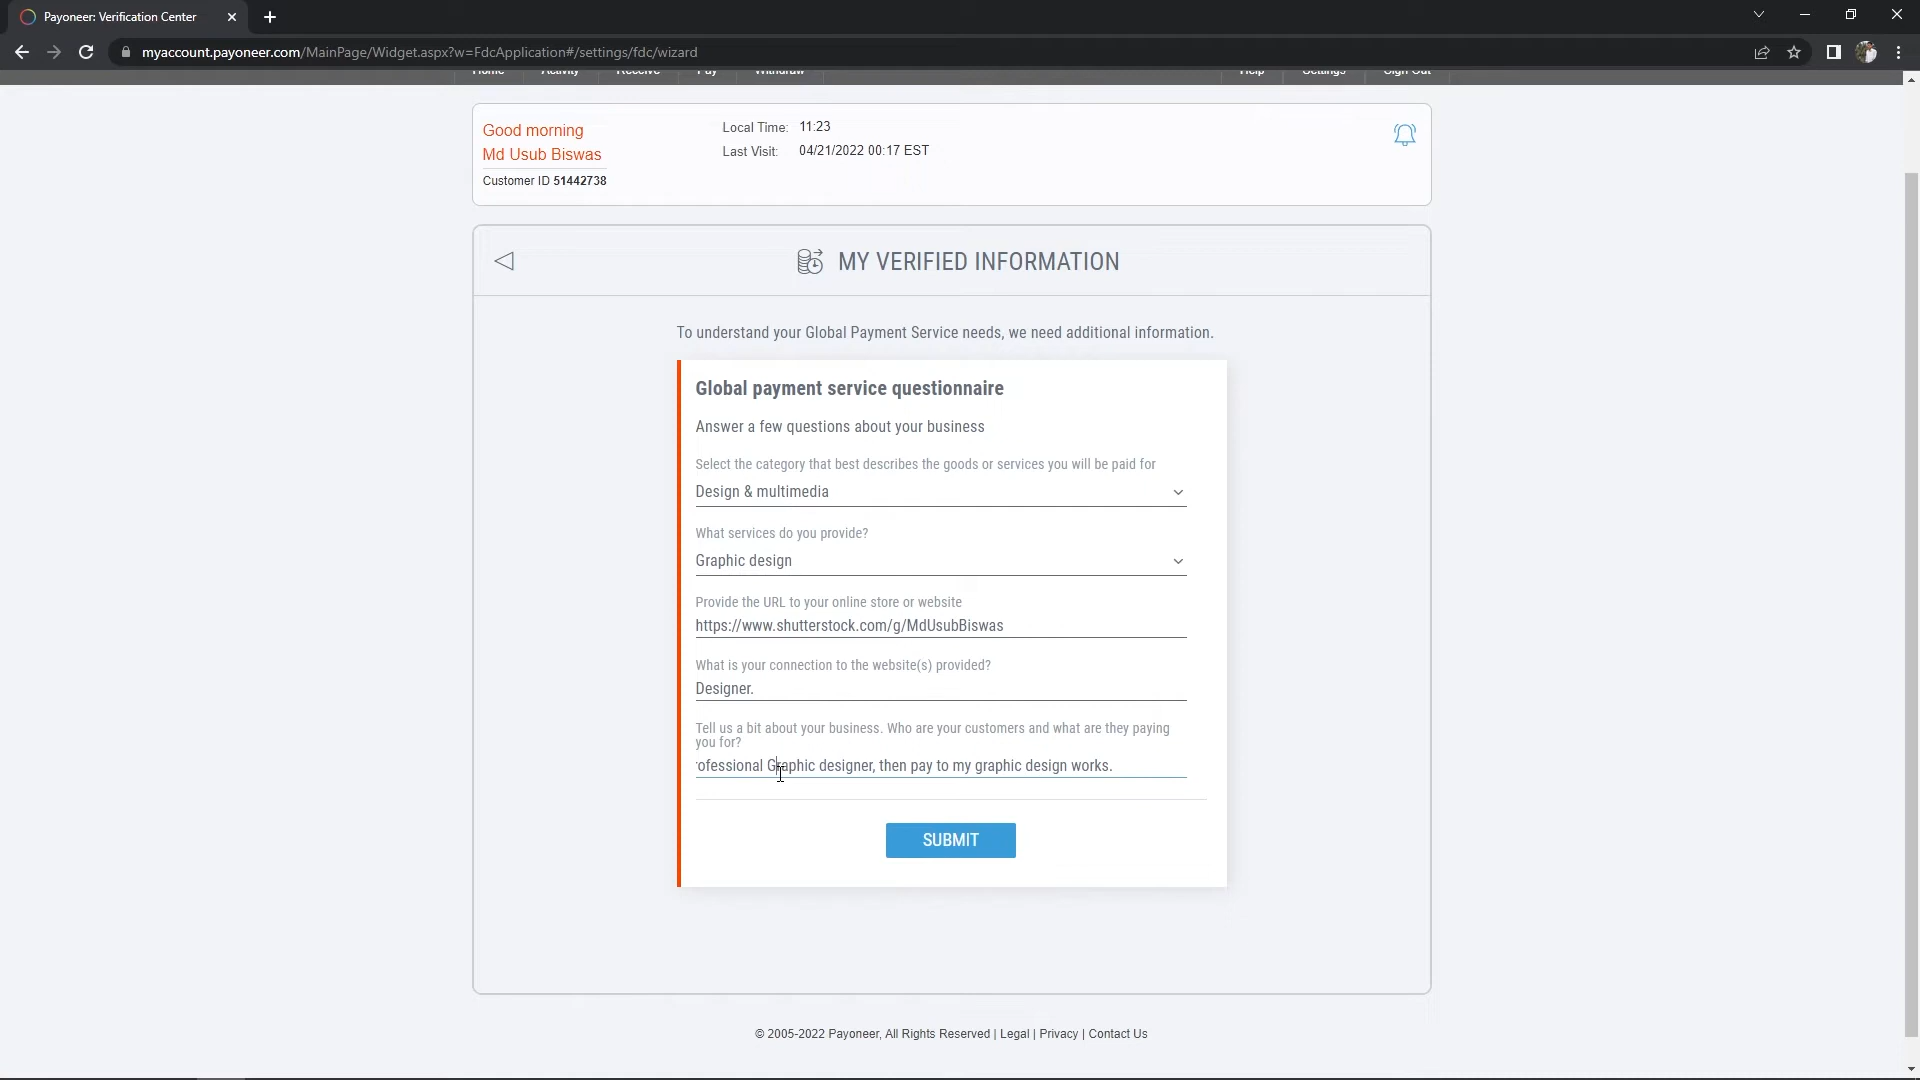 Payoneer: Verification Center
myaccount.payoneer.com/MainPage/Widget.aspx?w=FdcApplication#/settings/fdc/wizard
Home Activity Receive Pay Withdraw Help Settings Sign Out
Good morning
Local Time: 11:23
Md Usub Biswas
Last Visit: 04/21/2022 00:17 EST
Customer ID 51442738
MY VERIFIED INFORMATION
To understand your Global Payment Service needs, we need additional information.
Global payment service questionnaire
Answer a few questions about your business
Select the category that best describes the goods or services you will be paid for
Design & multimedia
What services do you provide?
Graphic design
Provide the URL to your online store or website
https://www.shutterstock.com/g/MdUsubBiswas
What is your connection to the website(s) provided?
Designer.
Tell us a bit about your business. Who are your customers and what are they paying
you for?
rofessional Graphic designer, then pay to my graphic design works.
SUBMIT
© 2005-2022 Payoneer, All Rights Reserved | Legal | Privacy | Contact Us